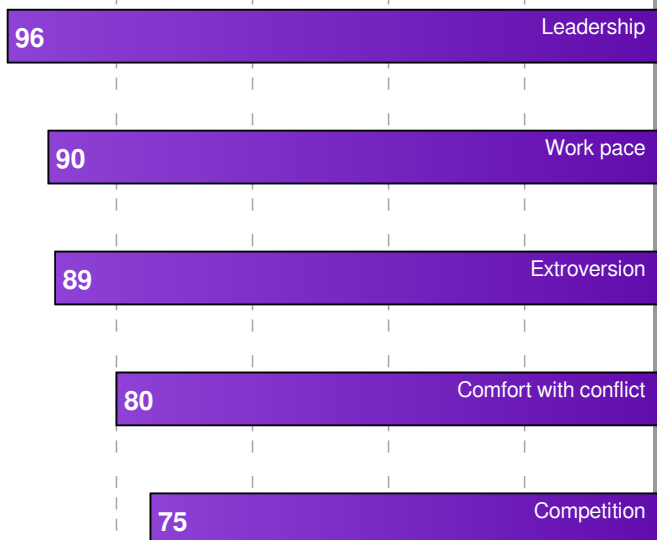 96 Leadership
90 Work pace
89 Extroversion
80 Comfort with conflict
75 Competition